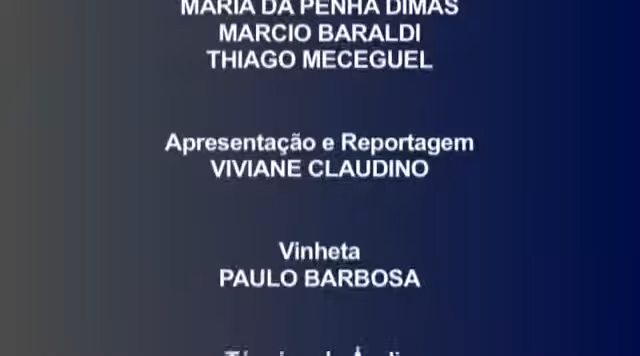 MARIA DA PENHA DIMAS
MARCIO BARALDI
THIAGO MECEGUEL
Apresentação e Reportagem
VIVIANE CLAUDINO
Vinheta
PAULO BARBOSA